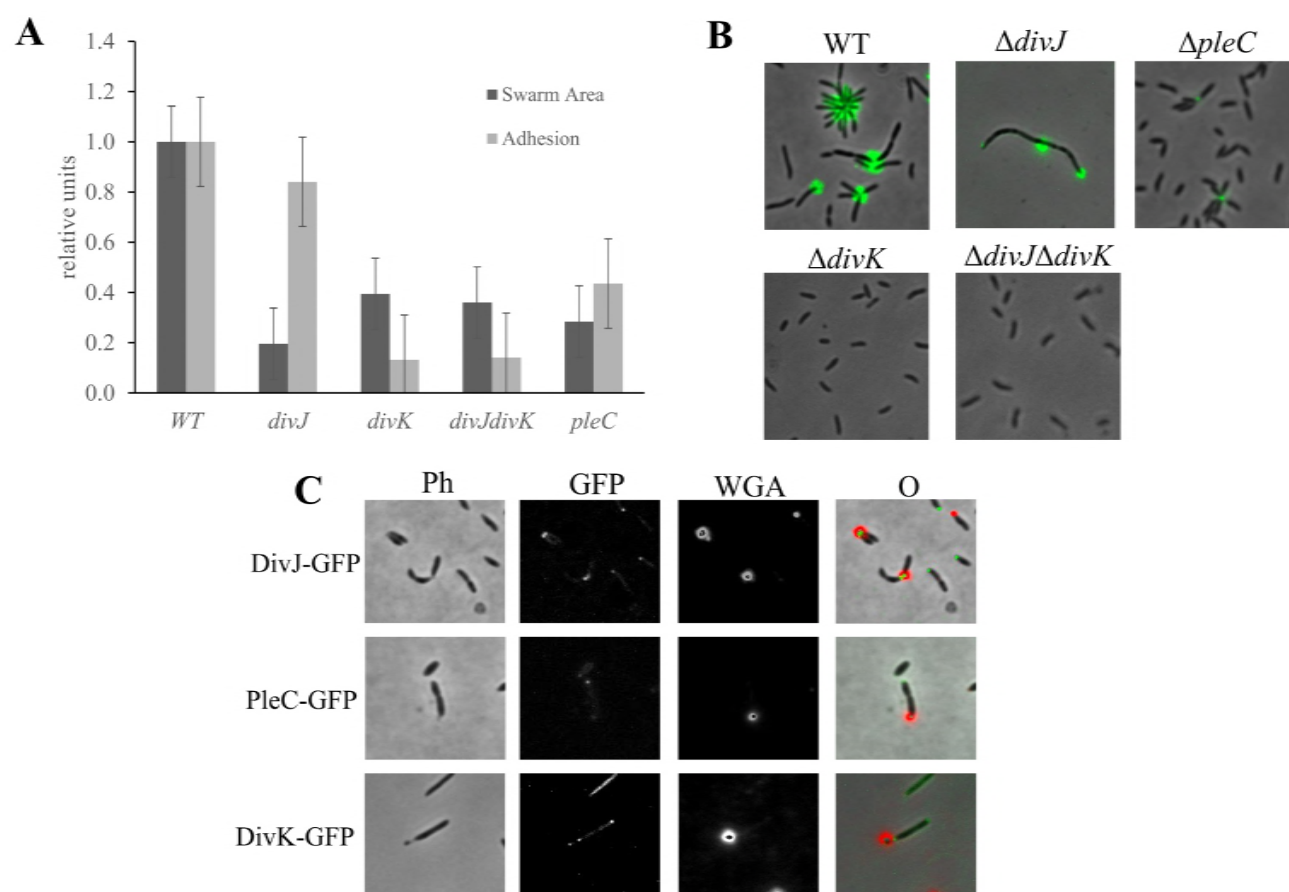 A
1.4
1.2
1.0
0.8
0.6
0.4
0.2
0.0
relative units
Swarm Area
Adhesion
WT
divJ
divK
divJdivK
pleC
B
WT
ΔdivJ
ΔpleC
ΔdivK
ΔdivJΔdivK
C
Ph
GFP
WGA
O
DivJ-GFP
PleC-GFP
DivK-GFP